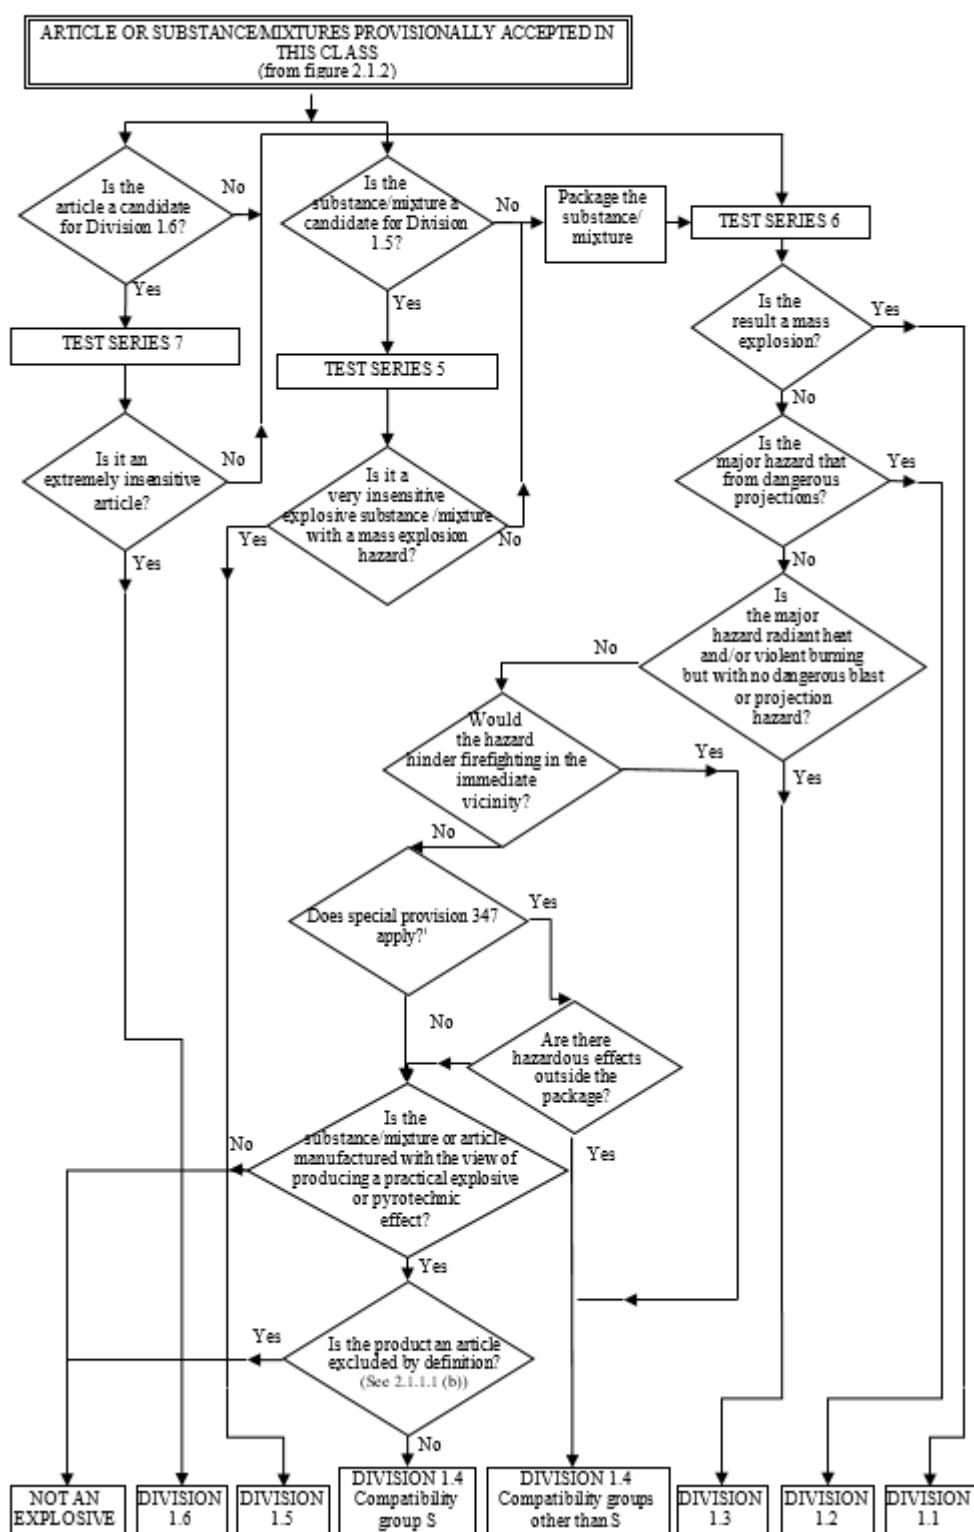 ARTICLE OR SUBSTANCE/MIXTURES PROVISIONALLY ACCEPTED IN
THIS CLASS
(from figure 2.1.2)
Is the
article a candidate
for Division 1.6?
No
Yes
Is the
substance/mixture a
candidate for Division
1.5?
No
Yes
Package the
substance/
mixture
TEST SERIES 6
TEST SERIES 7
TEST SERIES 5
Is the
result a mass
explosion?
Yes
No
Is it an
extremely insensitive
article?
No
Yes
Is it a
very insensitive
explosive substance /mixture
with a mass explosion
hazard?
Yes
No
Is the
major hazard that
from dangerous
projections?
Yes
No
Is
the major
hazard radiant heat
and/or violent burning
but with no dangerous blast
or projection
hazard?
No
Yes
Would
the hazard
hinder firefighting in the
immediate
vicinity?
Yes
No
Does special provision 347
apply?
Yes
No
Are there
hazardous effects
outside the
package?
Yes
Is the
substance/mixture or article
manufactured with the view of
producing a practical explosive
or pyrotechnic
effect?
No
Yes
Is the product an article
excluded by definition?
(See 2.1.1.1 (b))
Yes
No
NOT AN
EXPLOSIVE
DIVISION
1.6
DIVISION
1.5
DIVISION 1.4
Compatibility
group S
DIVISION 1.4
Compatibility groups
other than S
DIVISION
1.3
DIVISION
1.2
DIVISION
1.1